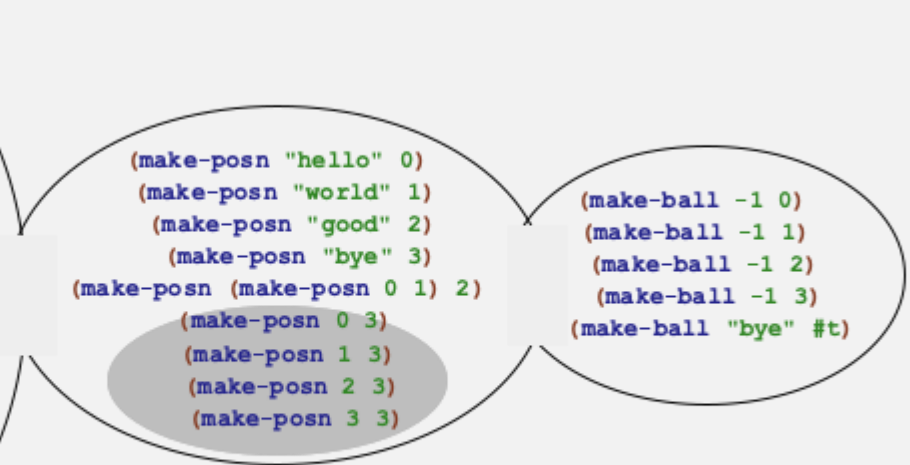 (make-posn "hello" 0)
(make-posn "world" 1)
(make-posn "good" 2)
(make-posn "bye" 3)
(make-posn (make-posn 0 1) 2)
(make-posn 0 3)
(make-posn 1 3)
(make-posn 2 3)
(make-posn 3 3)
(make-ball -1 0)
(make-ball -1 1)
(make-ball -1 2)
(make-ball -1 3)
(make-ball "bye" #t)